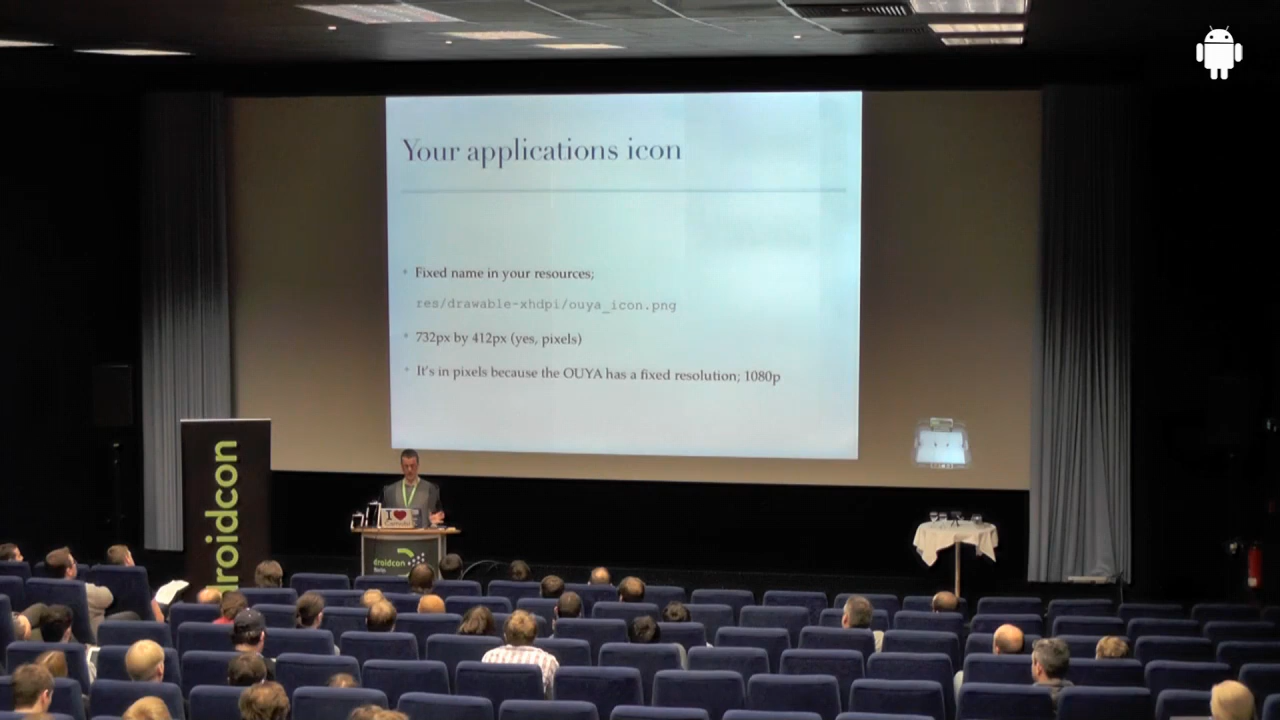 Your applications icon
Fixed name in your resources;
res/drawable-xhdpi/ouya_icon.png
732px by 412px (yes, pixels)
It's in pixels because the OUYA has a fixed resolution; 1080p
droidcon
I
droidcon